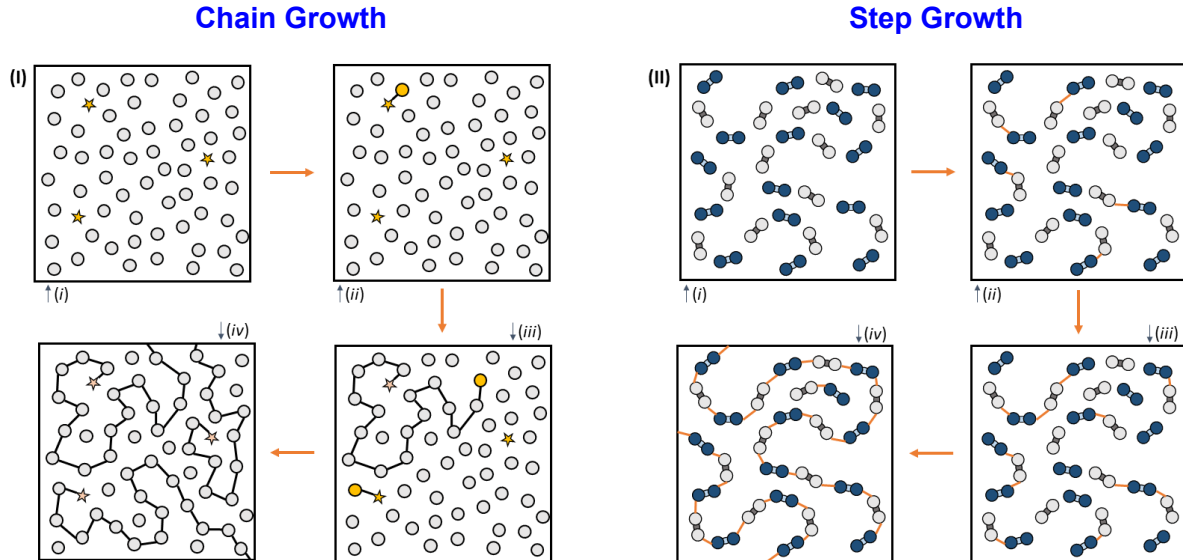 Chain Growth
Step Growth
(I)
(II)
↑(i)
↑(ii)
↑(i)
↑(ii)
↓(iv)
↓(iii)
↓(iv)
↓(iii)